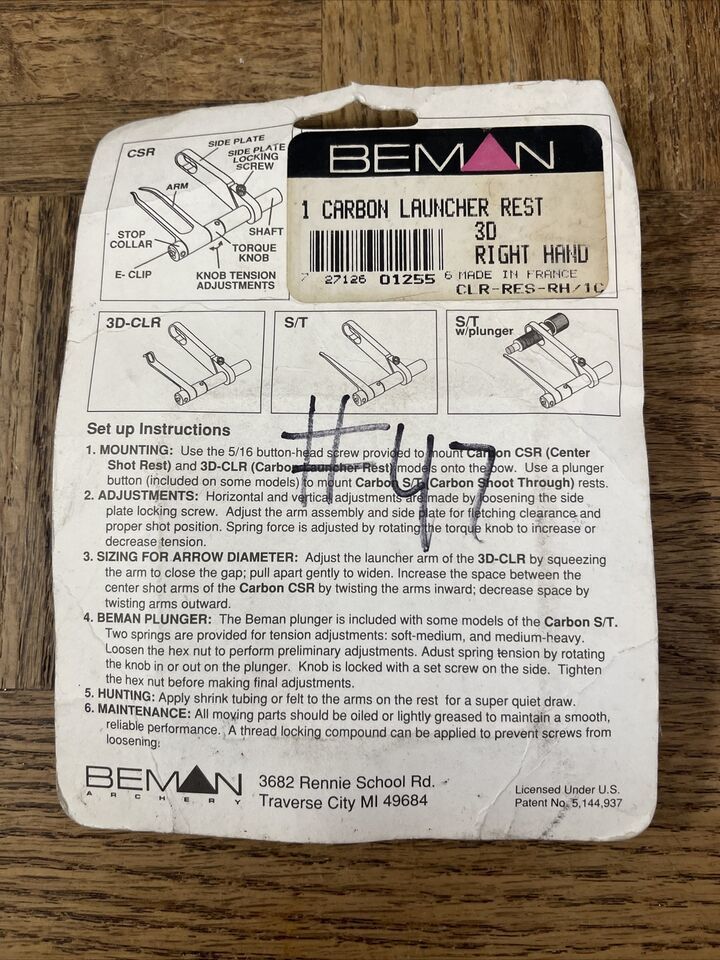 CSR
SIDE PLATE
SIDE PLATE
LOCKING
SCREW
ARM
STOP
COLLAR
SHAFT
TORQUE
KNOB
E- CLIP
KNOB TENSION
ADJUSTMENTS
BEMAN
1 CARBON LAUNCHER REST
3D
RIGHT HAND
7 27126 01255 6 MADE IN FRANCE
CLR-RES-RH/1C
3D-CLR
S/T
S/T
w/plunger
#47
Set up Instructions
1. MOUNTING: Use the 5/16 button-head screw provided to mount Carbon CSR (Center
Shot Rest) and 3D-CLR (Carbon Launcher Rest) models onto the bow. Use a plunger
button (included on some models) to mount Carbon S/T (Carbon Shoot Through) rests.
2. ADJUSTMENTS: Horizontal and vertical adjustments are made by loosening the side
plate locking screw. Adjust the arm assembly and side plate for fletching clearance and
proper shot position. Spring force is adjusted by rotating the torque knob to increase or
decrease tension.
3. SIZING FOR ARROW DIAMETER: Adjust the launcher arm of the 3D-CLR by squeezing
the arm to close the gap; pull apart gently to widen. Increase the space between the
center shot arms of the Carbon CSR by twisting the arms inward; decrease space by
twisting arms outward.
4. BEMAN PLUNGER: The Beman plunger is included with some models of the Carbon S/T.
Two springs are provided for tension adjustments: soft-medium, and medium-heavy.
Loosen the hex nut to perform preliminary adjustments. Adust spring tension by rotating
the knob in or out on the plunger. Knob is locked with a set screw on the side. Tighten
the hex nut before making final adjustments.
5. HUNTING: Apply shrink tubing or felt to the arms on the rest for a super quiet draw.
6. MAINTENANCE: All moving parts should be oiled or lightly greased to maintain a smooth,
reliable performance. A thread locking compound can be applied to prevent screws from
loosening.
BEMAN
ARCHERY
3682 Rennie School Rd.
Traverse City MI 49684
Licensed Under U.S.
Patent No. 5,144,937